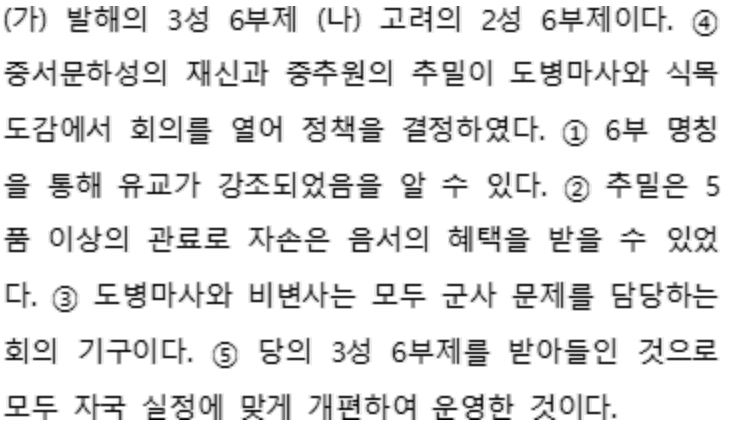 (가) 발해의 3성 6부제 (나) 고려의 2성 6부제이다. ④
중서문하성의 재신과 중추원의 추밀이 도병마사와 식목
도감에서 회의를 열어 정책을 결정하였다. ① 6부 명칭
을 통해 유교가 강조되었음을 알 수 있다. ② 추밀은 5
품 이상의 관료로 자손은 음서의 혜택을 받을 수 있었
다. ③ 도병마사와 비변사는 모두 군사 문제를 담당하는
회의 기구이다. ⑤ 당의 3성 6부제를 받아들인 것으로
모두 자국 실정에 맞게 개편하여 운영한 것이다.